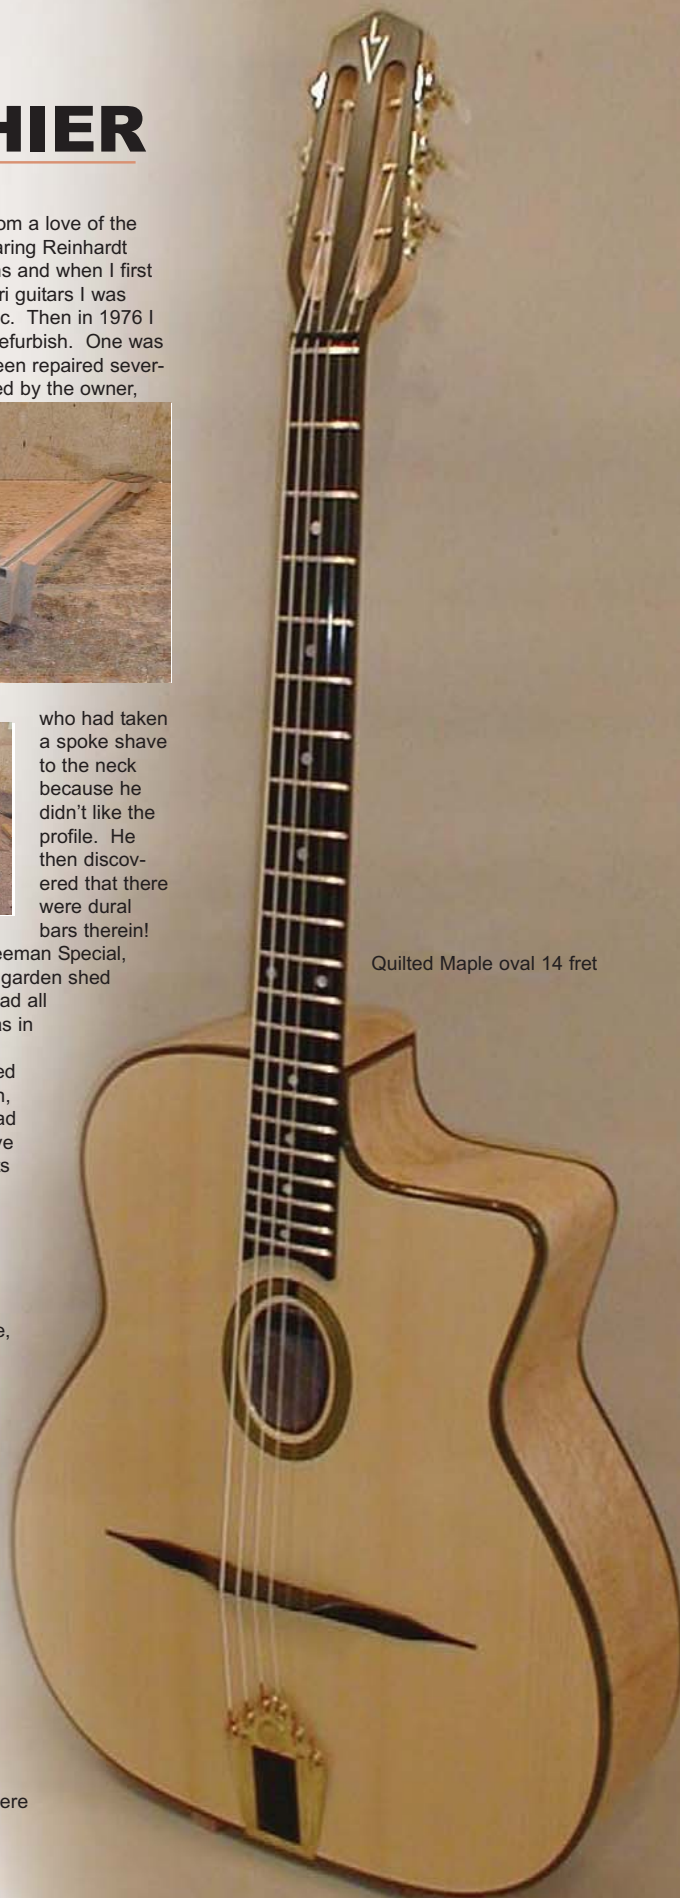 HIER
om a love of the
aring Reinhardt
ns and when I first
ri guitars I was
c. Then in 1976 I
efurbish. One was
een repaired sever-
ed by the owner,
who had taken
a spoke shave
to the neck
because he
didn't like the
profile. He
then discov-
ered that there
were dural
bars therein!
eeman Special,
garden shed
ad all
as in
ed
n,
ad
ve
ts
e,
ere
Quilted Maple oval 14 fret